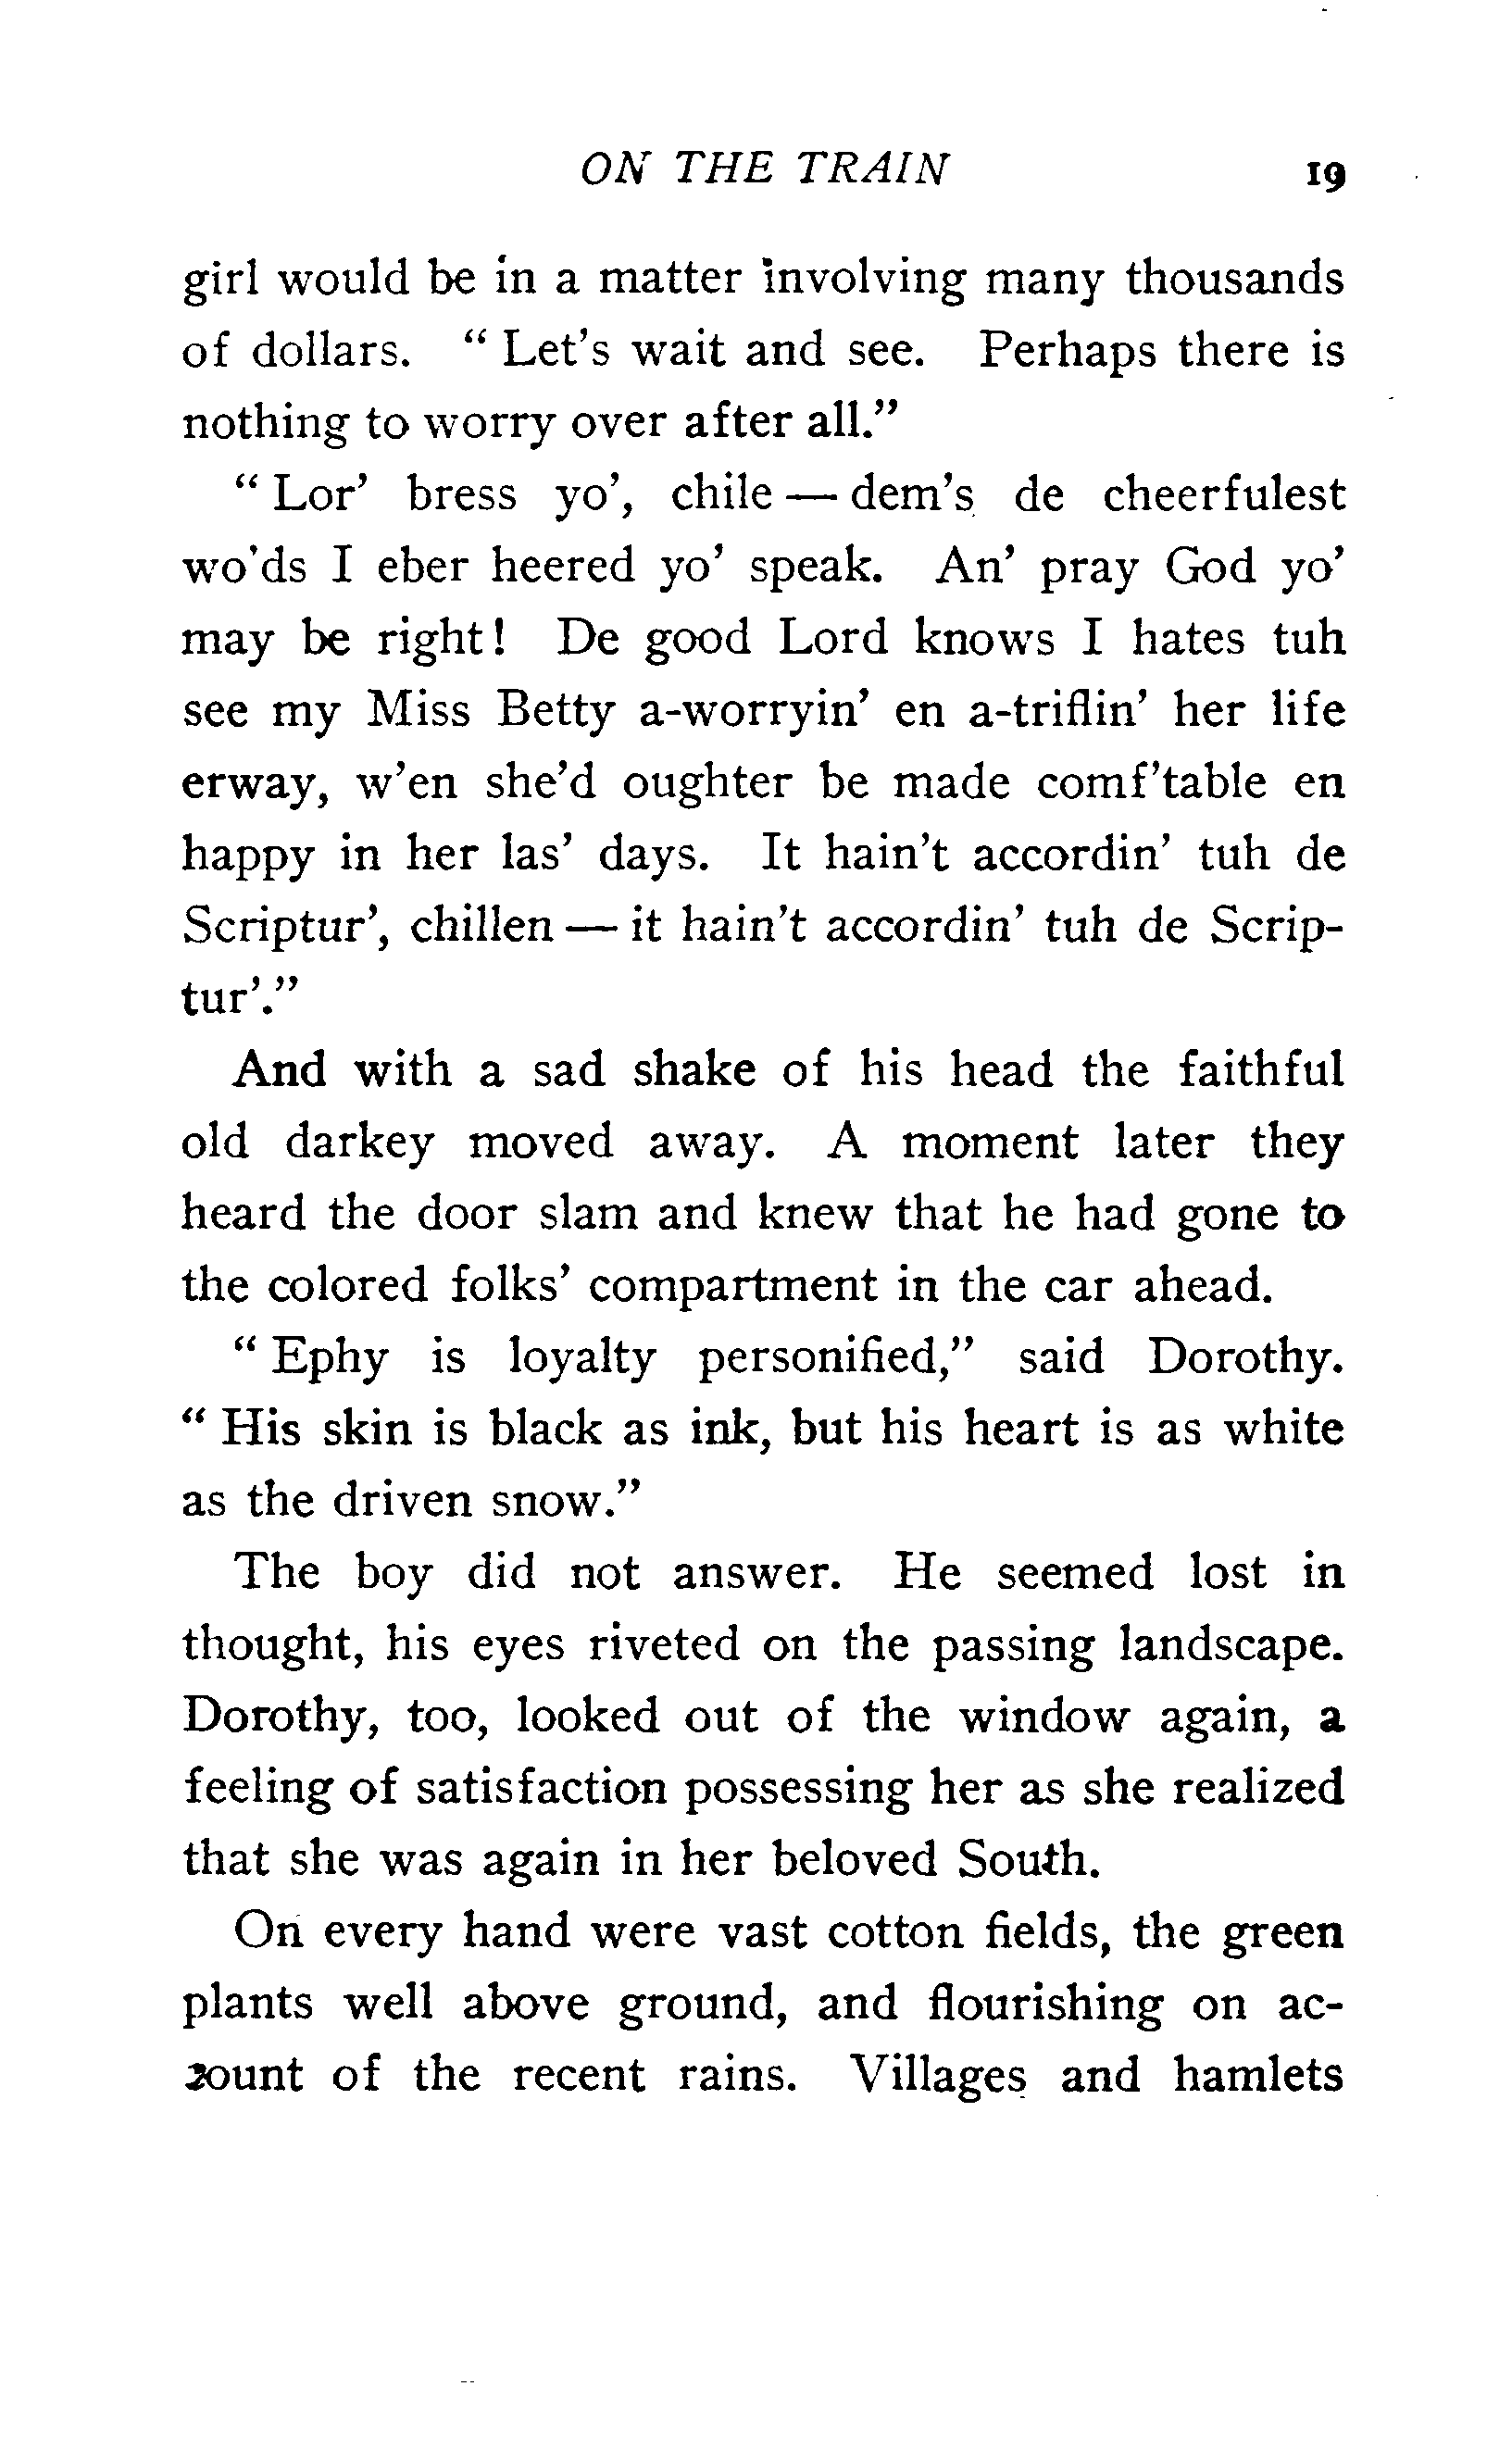 ON THE TRAIN 19
girl would be in a matter involving many thousands
of dollars. "Let's wait and see. Perhaps there is
nothing to worry over after all."
"Lor' bress yo', chile — dem's de cheerfulest
wo'ds I eber heered yo' speak. An' pray God yo'
may be right! De good Lord knows I hates tuh
see my Miss Betty a-worryin' en a-triflin' her life
erway, w'en she'd oughter be made comf'table en
happy in her las' days. It hain't accordin' tuh de
Scriptur', chillen — it hain't accordin' tuh de Scrip-
tur'."
And with a sad shake of his head the faithful
old darkey moved away. A moment later they
heard the door slam and knew that he had gone to
the colored folks' compartment in the car ahead.
"Ephy is loyalty personified," said Dorothy.
"His skin is black as ink, but his heart is as white
as the driven snow."
The boy did not answer. He seemed lost in
thought, his eyes riveted on the passing landscape.
Dorothy, too, looked out of the window again, a
feeling of satisfaction possessing her as she realized
that she was again in her beloved South.
On every hand were vast cotton fields, the green
plants well above ground, and flourishing on ac-
count of the recent rains. Villages and hamlets